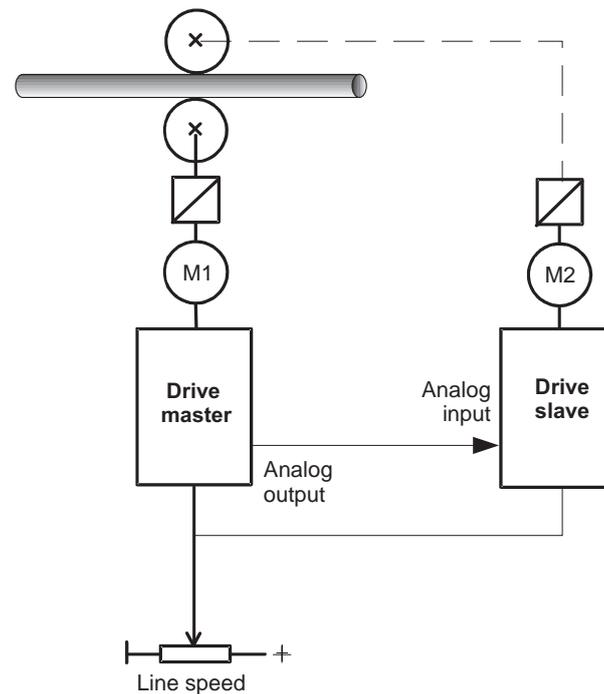 M1
M2
Drive
master
Analog
input
Drive
slave
Analog
output
Line speed